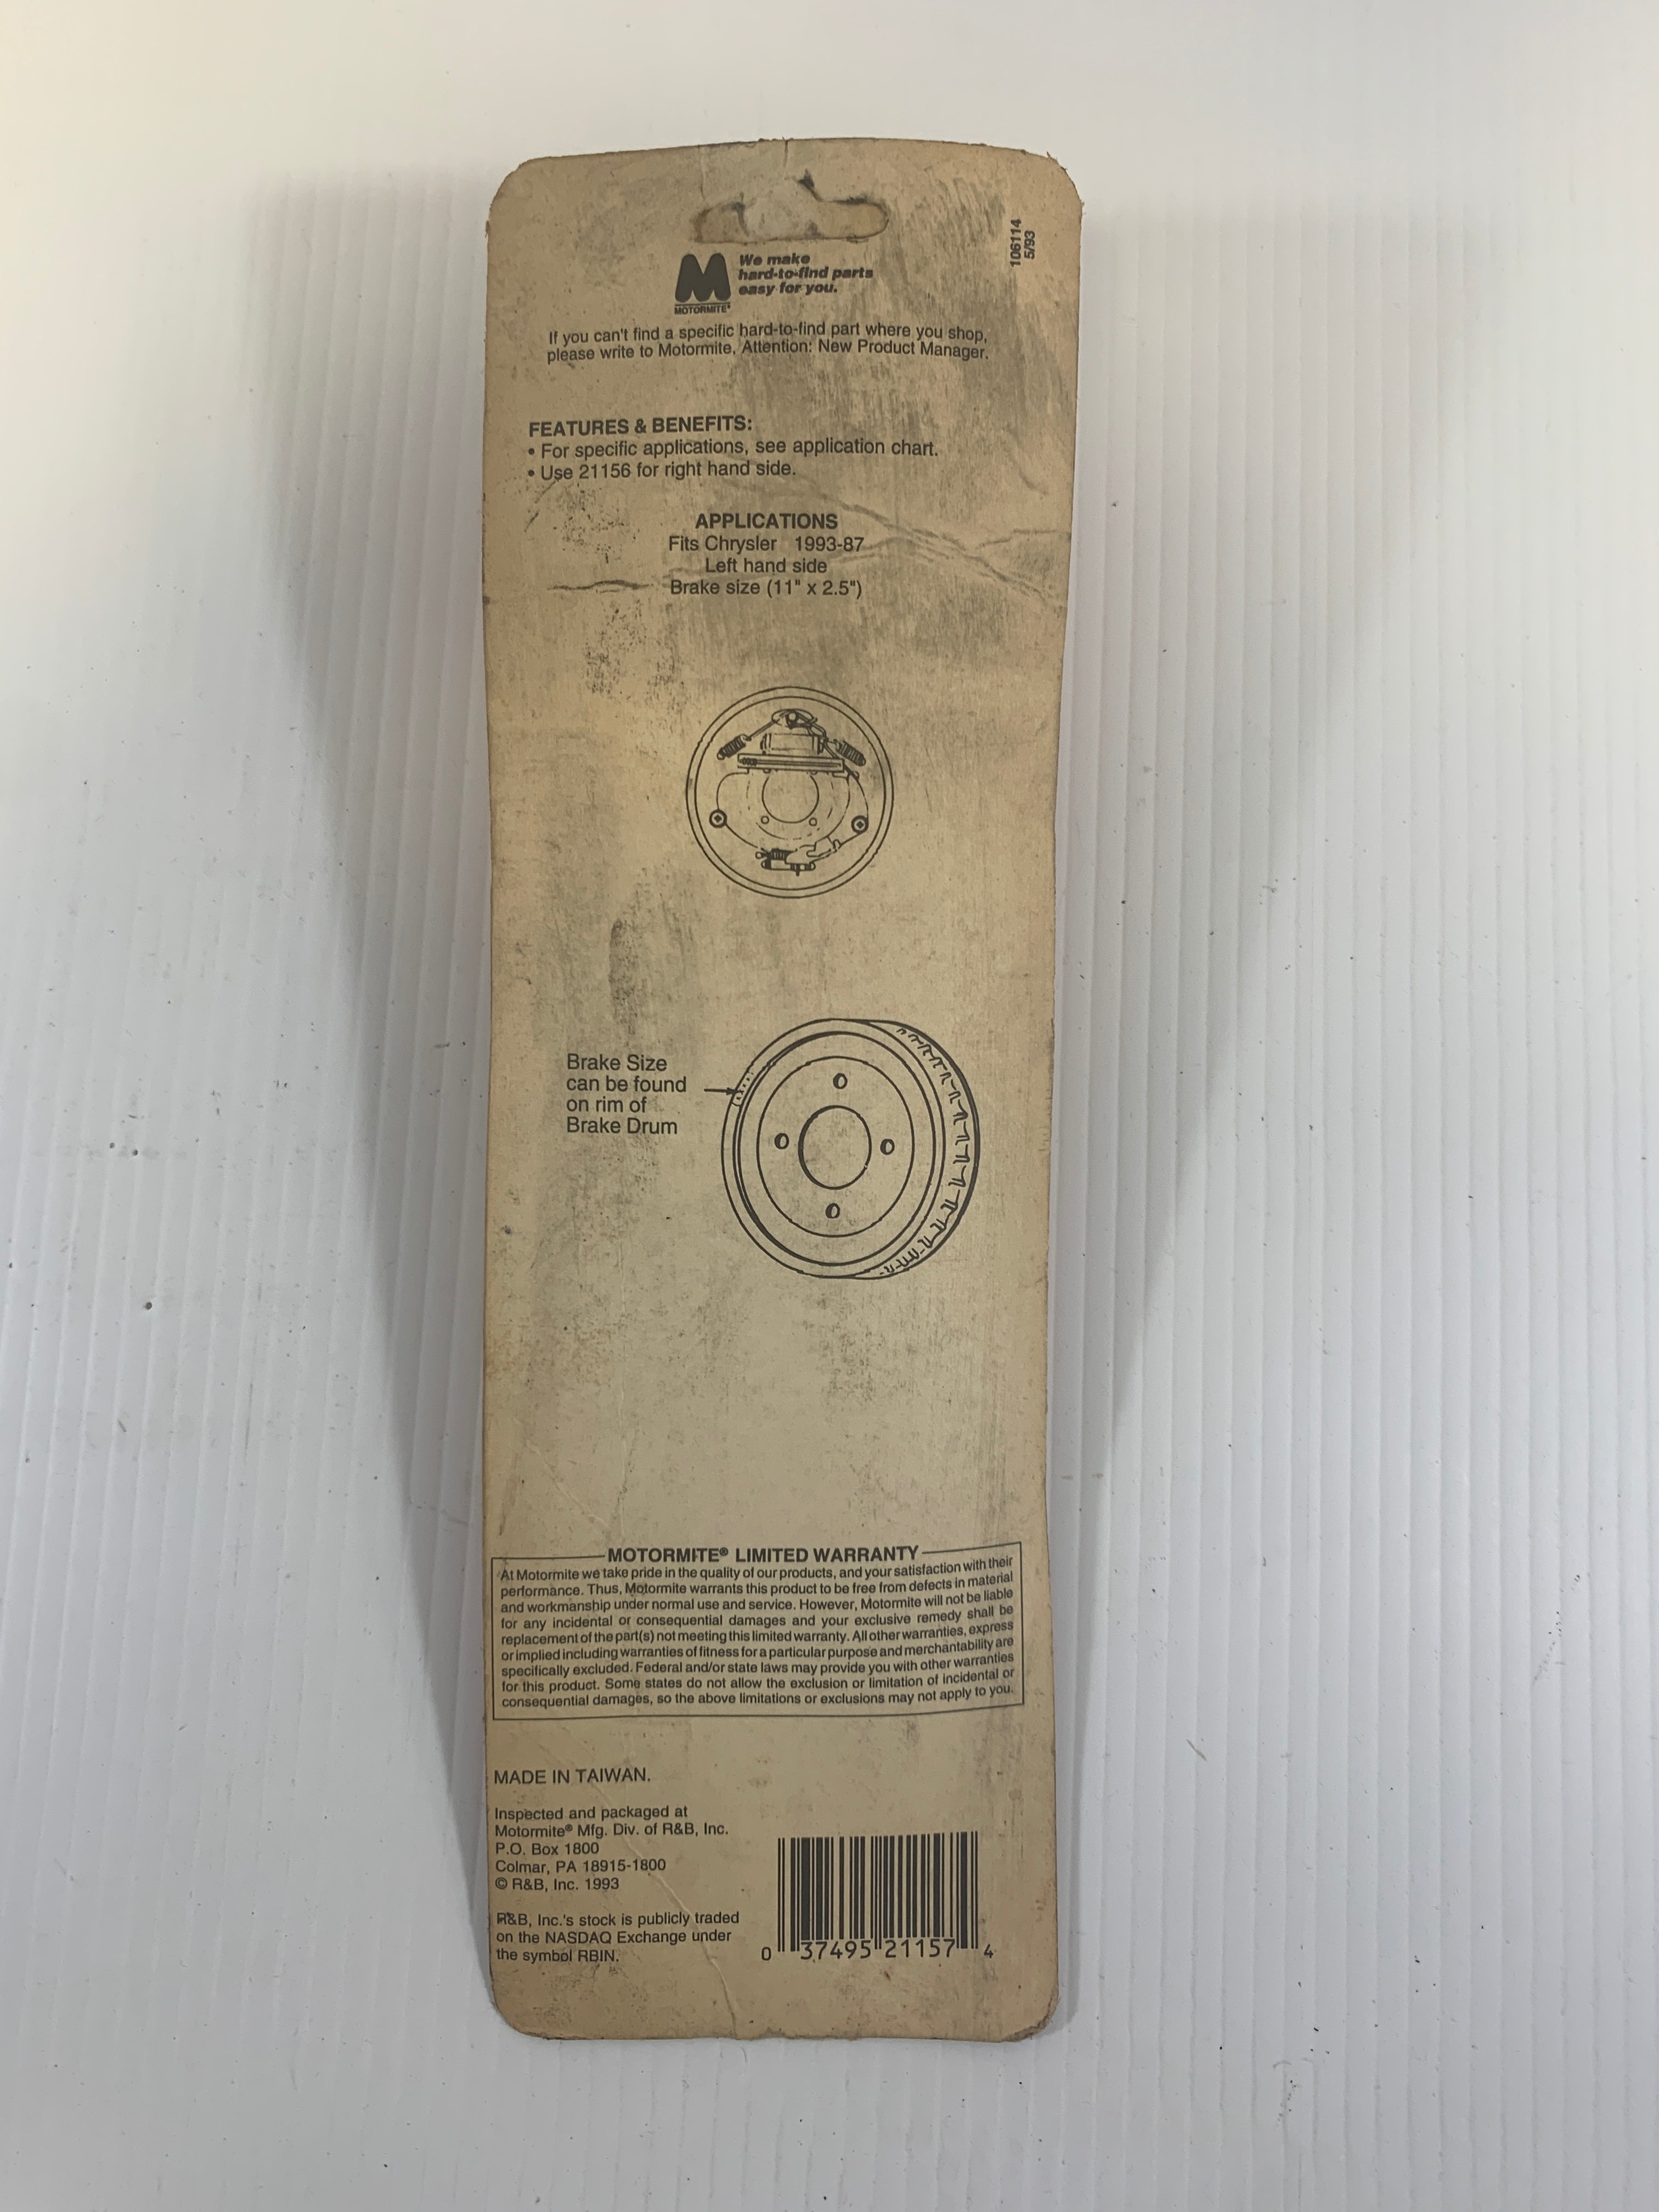 106114
5/93
We make
hard-to-find parts
easy for you.
MOTORMITE®
If you can't find a specific hard-to-find part where you shop,
please write to Motormite, Attention: New Product Manager.
FEATURES & BENEFITS:
• For specific applications, see application chart.
• Use 21156 for right hand side.
APPLICATIONS
Fits Chrysler 1993-87
Left hand side
Brake size (11" x 2.5")
Brake Size
can be found
on rim of
Brake Drum
MOTORMITE® LIMITED WARRANTY
At Motormite we take pride in the quality of our products, and your satisfaction with their
performance. Thus, Motormite warrants this product to be free from defects in material
and workmanship under normal use and service. However, Motormite will not be liable
for any incidental or consequential damages and your exclusive remedy shall be
replacement of the part(s) not meeting this limited warranty. All other warranties, express
or implied including warranties of fitness for a particular purpose and merchantability are
specifically excluded. Federal and/or state laws may provide you with other warranties
for this product. Some states do not allow the exclusion or limitation of incidental or
consequential damages, so the above limitations or exclusions may not apply to you.
MADE IN TAIWAN.
Inspected and packaged at
Motormite® Mfg. Div. of R&B, Inc.
P.O. Box 1800
Colmar, PA 18915-1800
© R&B, Inc. 1993
R&B, Inc.'s stock is publicly traded
on the NASDAQ Exchange under
the symbol RBIN.
0 37495 21157 4